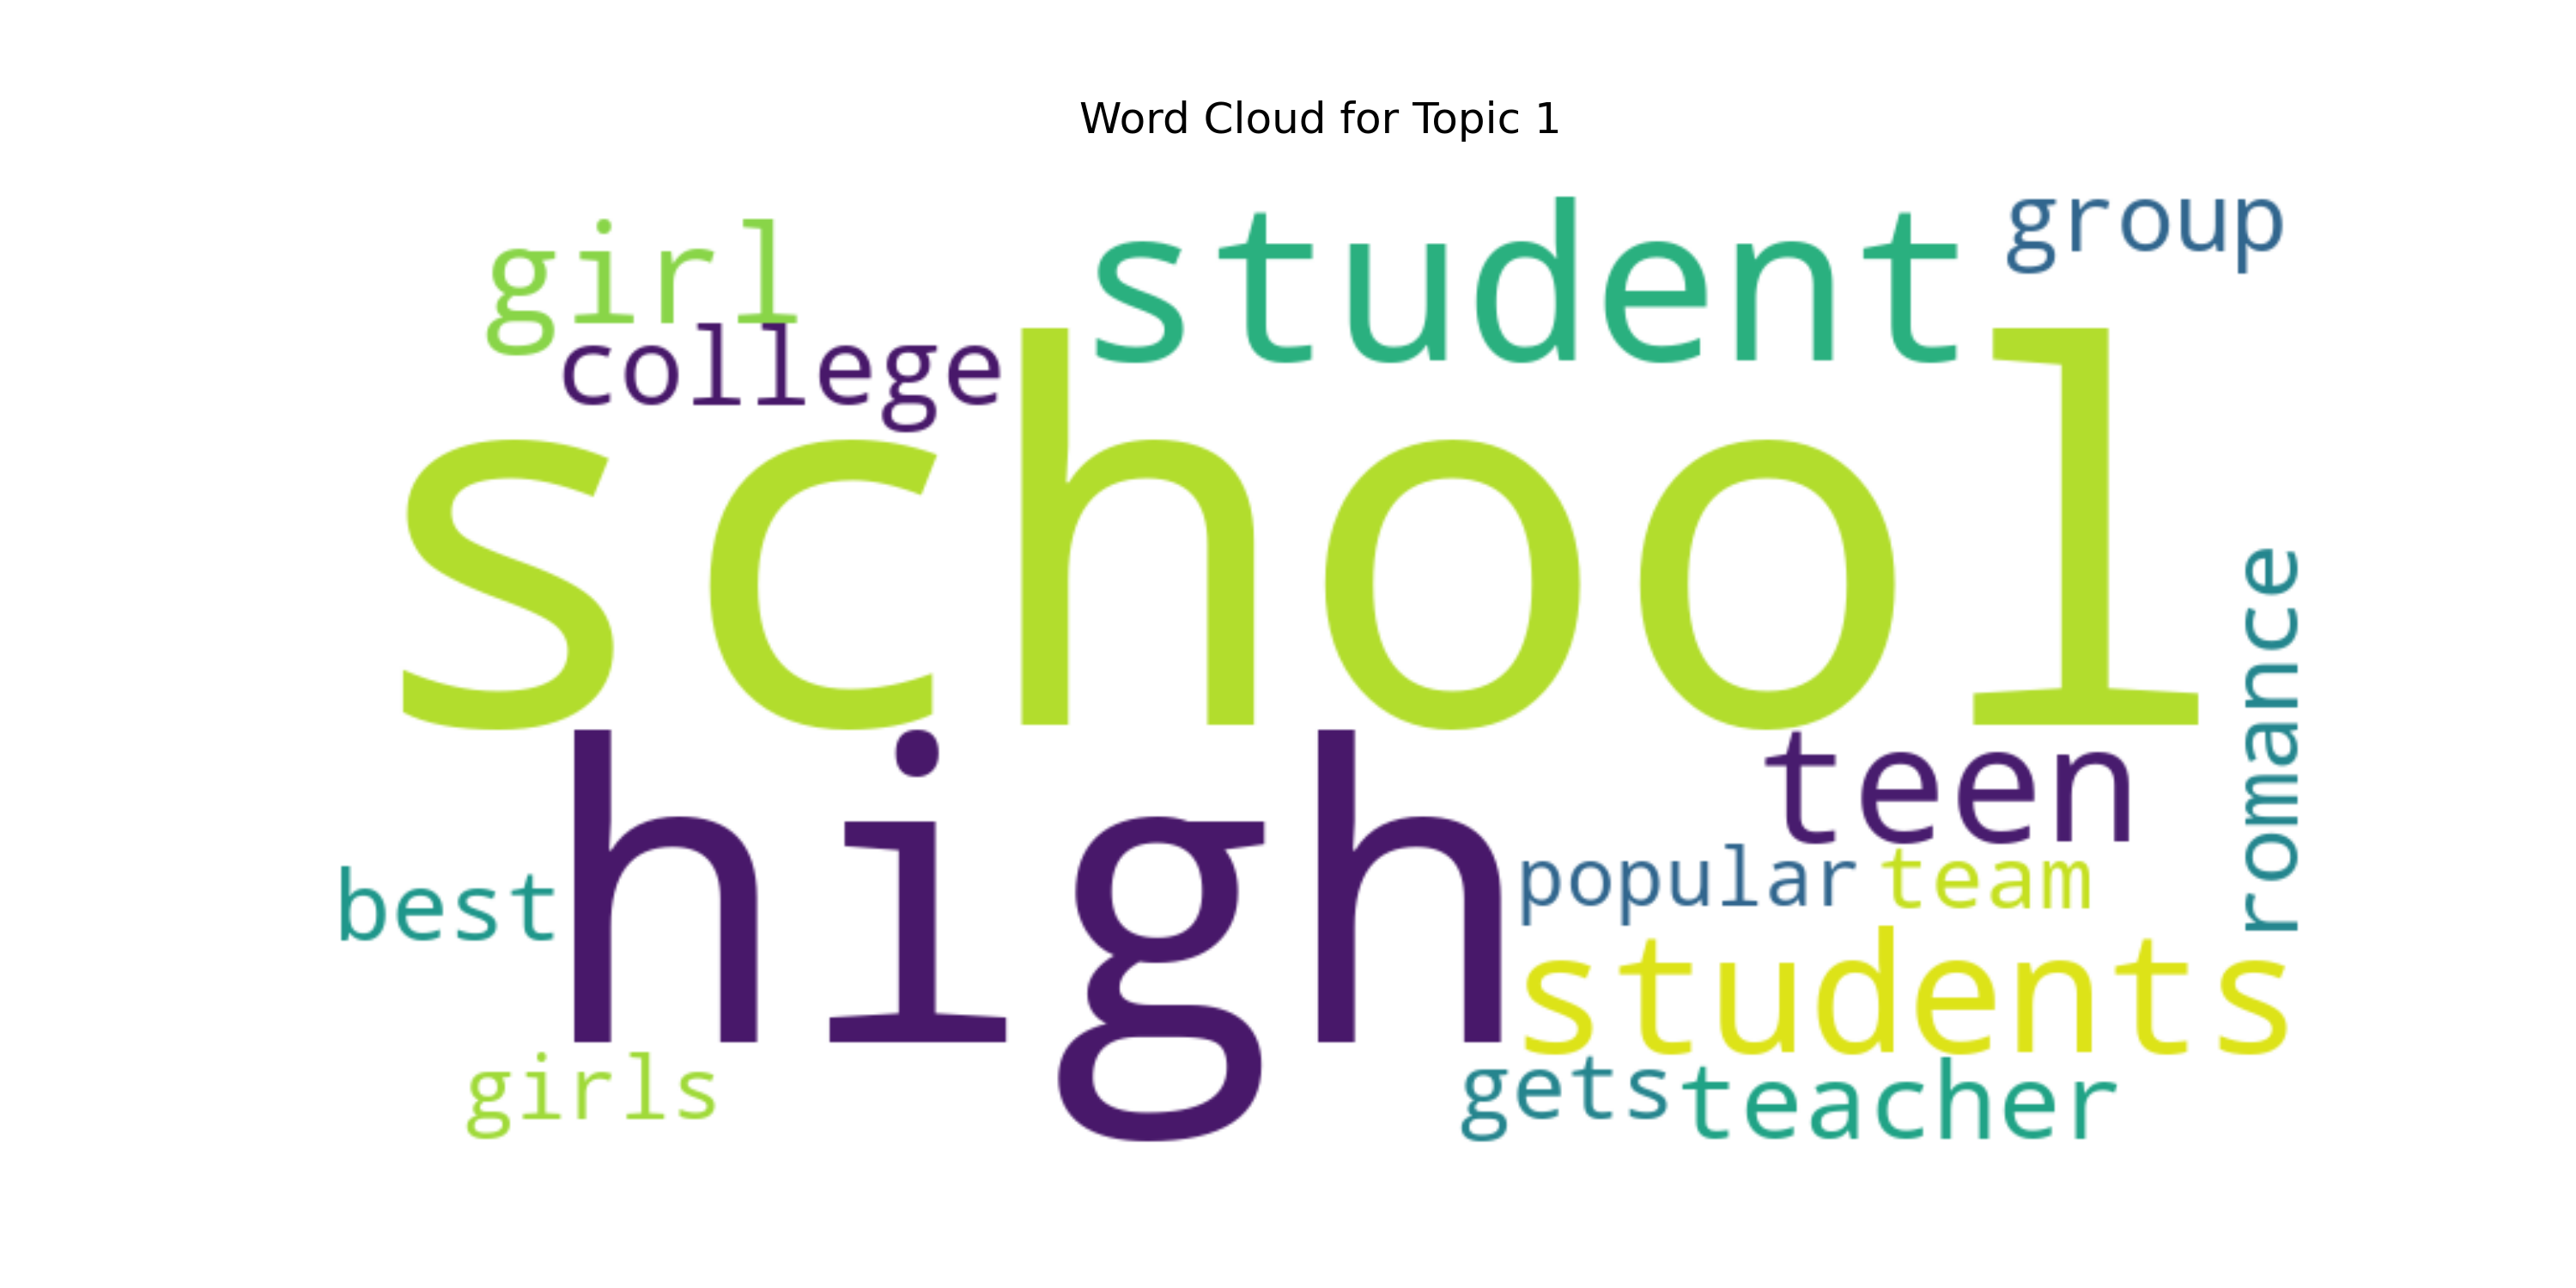 Word Cloud for Topic 1
girl
student
group
college
school
romance
high
teen
best
popular
team
students
girls
gets
teacher